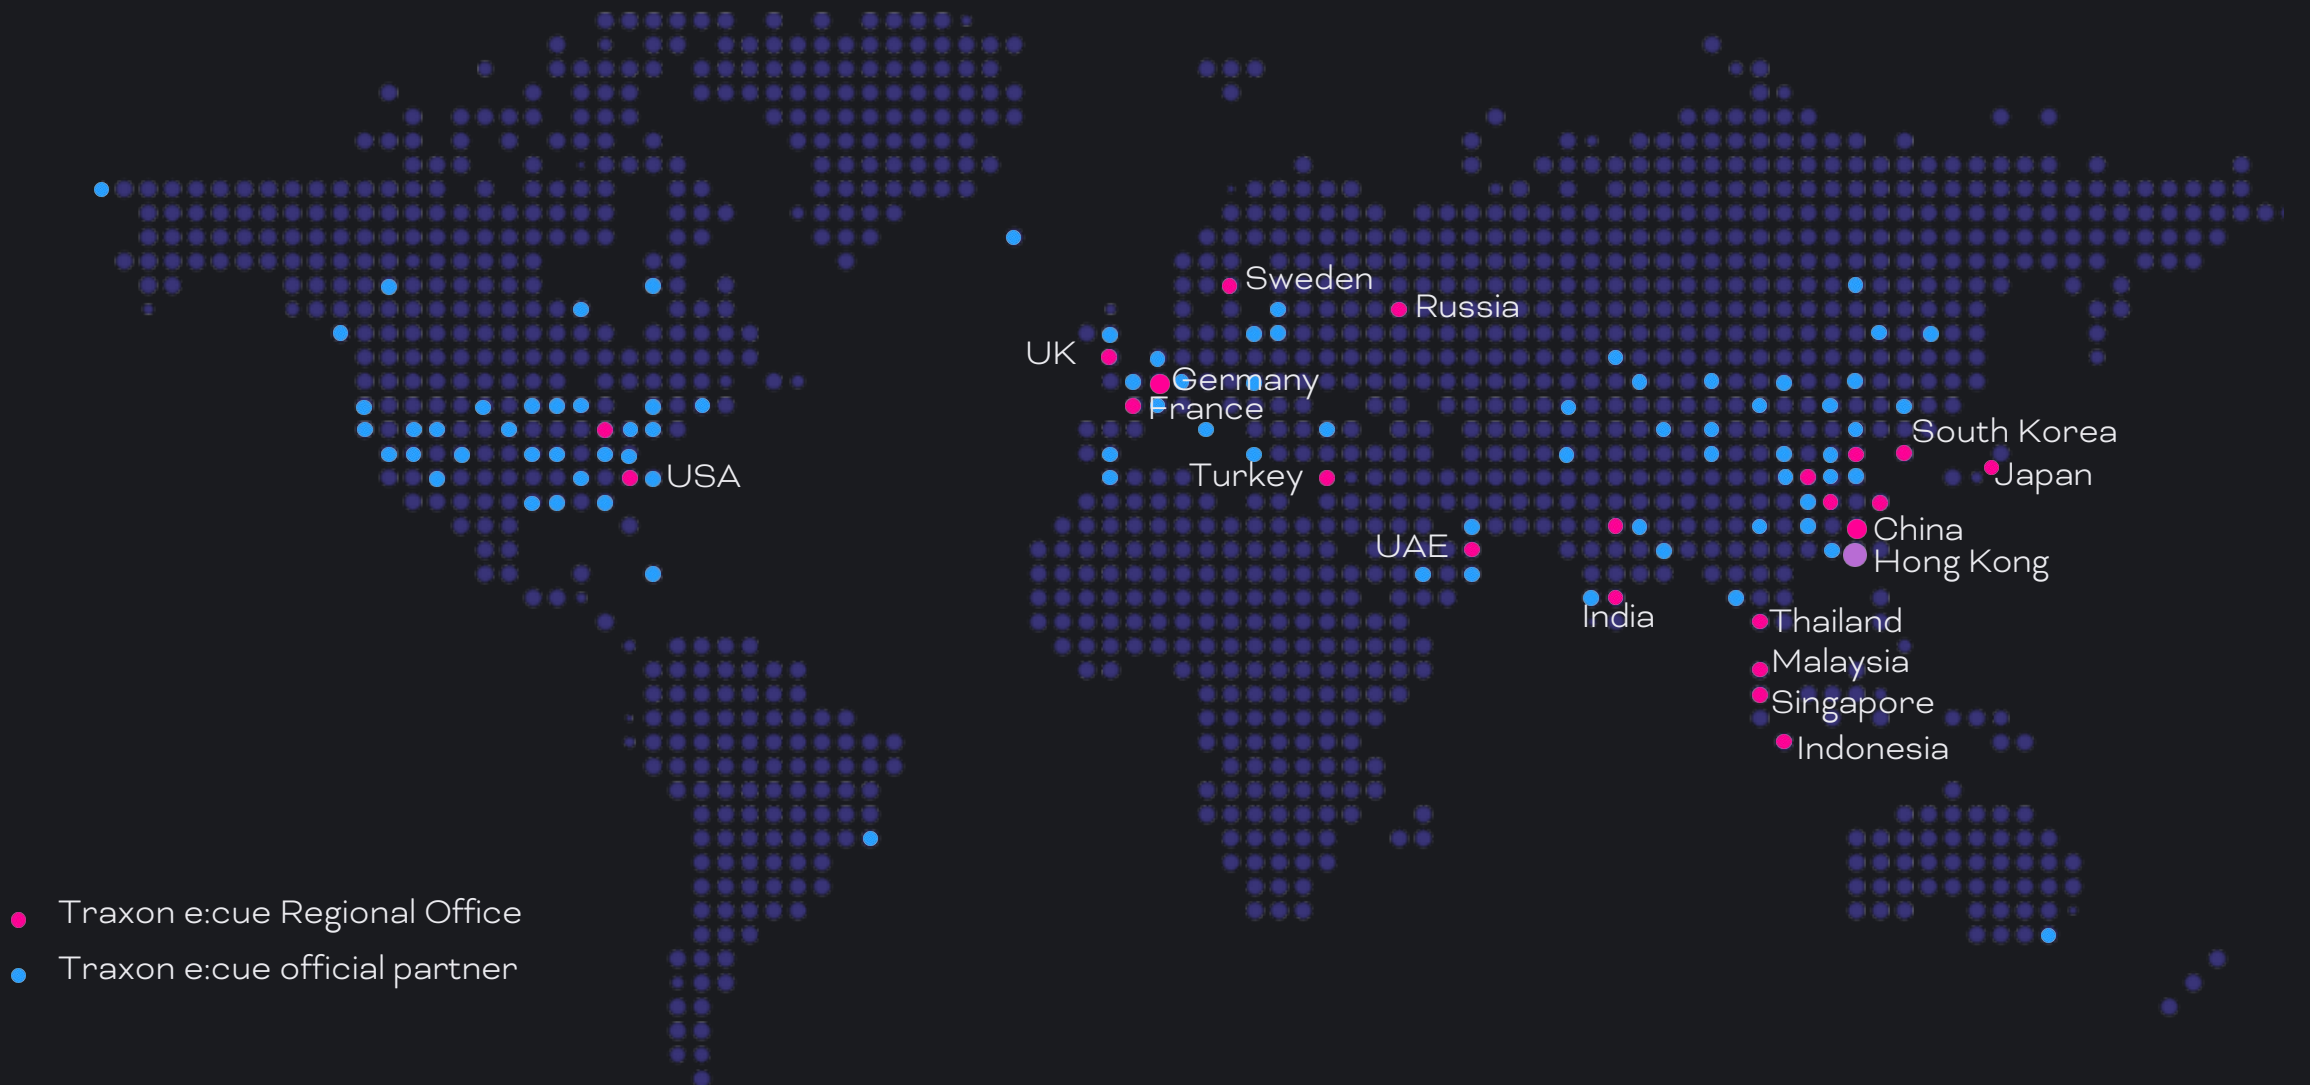 Sweden
Russia
UK
Germany
France
South Korea
USA
Turkey
Japan
China
UAE
Hong Kong
India
Thailand
Malaysia
Singapore
Indonesia
Traxon e:cue Regional Office
Traxon e:cue official partner